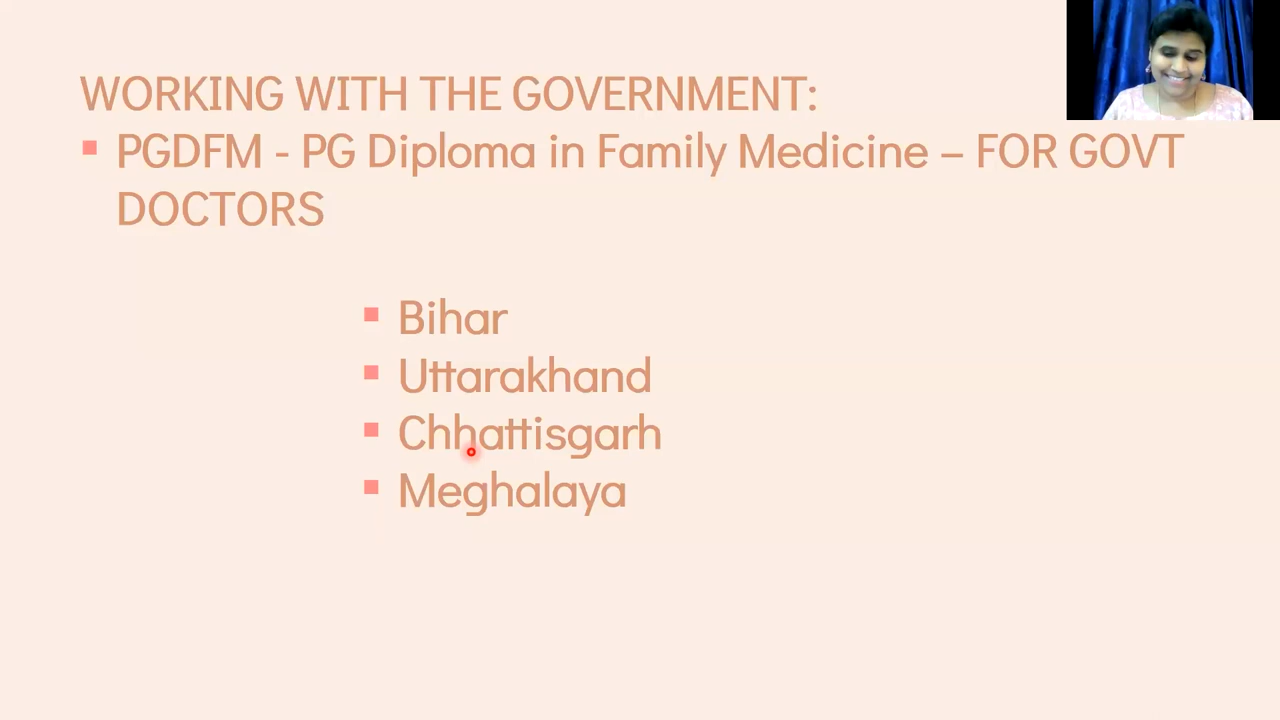 WORKING WITH THE GOVERNMENT:
PGDFM - PG Diploma in Family Medicine – FOR GOVT
DOCTORS
Bihar
Uttarakhand
Chhattisgarh
Meghalaya